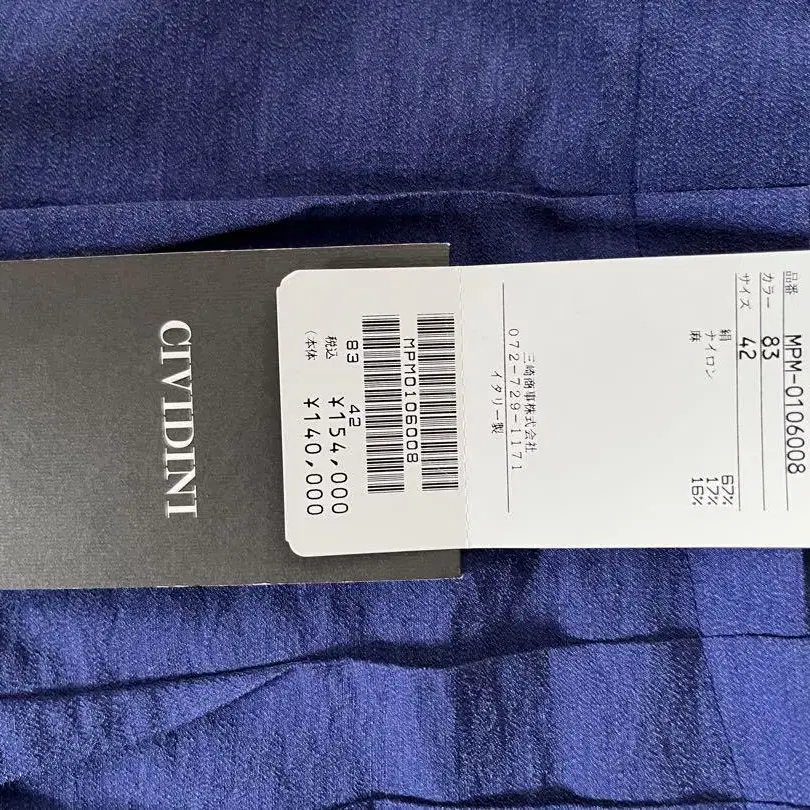 CIVIDINI
品番 MPM-0106008
カラー 83
サイズ 42
絹 67%
ナイロン 17%
麻 16%
三崎商事株式会社
072-729-1171
イタリー製
MPM0106008
83 42
税込 ¥154,000
(本体 ¥140,000